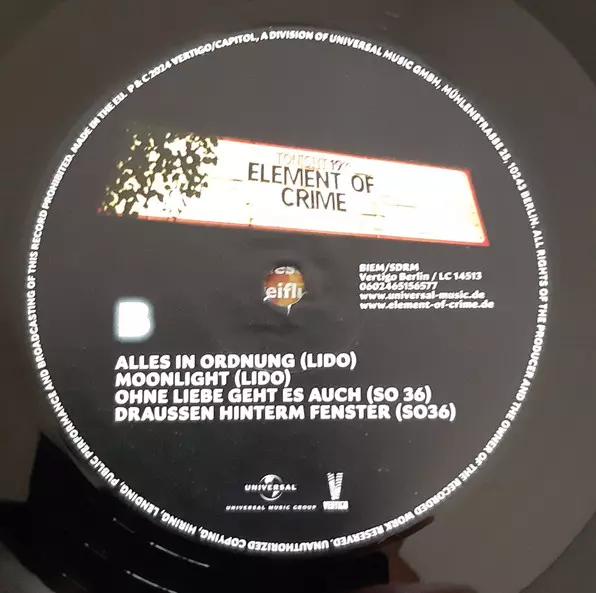 MADE IN THE EU. P & C 2024 VERTIGO/CAPITOL, A DIVISION OF UNIVERSAL MUSIC GMBH, MÜHLENSTRASSE 25, 10243 BERLIN. ALL RIGHTS OF THE PRODUCER AND THE OWNER OF THE RECORDED WORK RESERVED. UNAUTHORIZED COPYING, HIRING, LENDING, PUBLIC PERFORMANCE AND BROADCASTING OF THIS RECORD PROHIBITED.
TONIGHT
ELEMENT OF
CRIME
BIEM/SDRM
Vertigo Berlin / LC 14513
0602465156577
www.universal-music.de
www.element-of-crime.de
es
eifl
B
ALLES IN ORDNUNG (LIDO)
MOONLIGHT (LIDO)
OHNE LIEBE GEHT ES AUCH (SO 36)
DRAUSSEN HINTERM FENSTER (SO36)
UNIVERSAL
UNIVERSAL MUSIC GROUP
V
VERTIGO